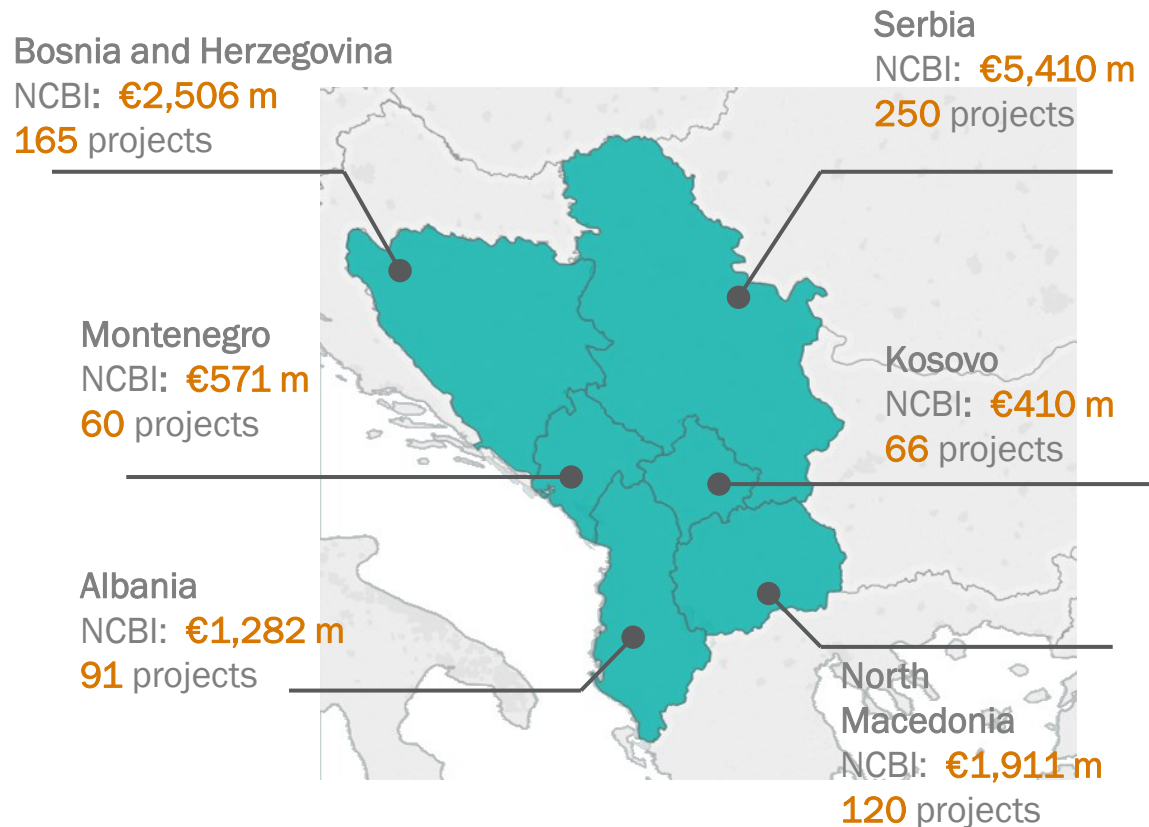 Bosnia and Herzegovina
NCBI: €2,506 m
165 projects
Serbia
NCBI: €5,410 m
250 projects
Montenegro
NCBI: €571 m
60 projects
Kosovo
NCBI: €410 m
66 projects
Albania
NCBI: €1,282 m
91 projects
North
Macedonia
NCBI: €1,911 m
120 projects